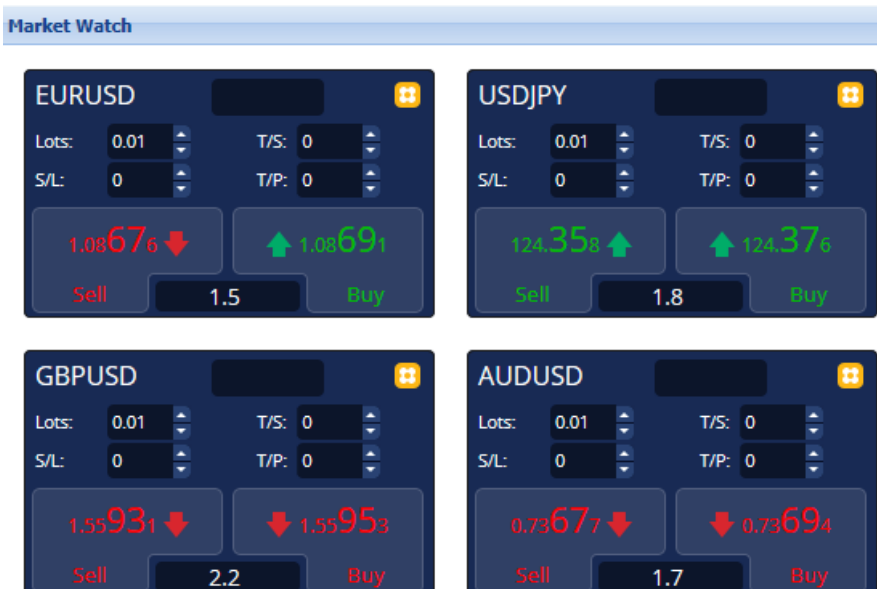 Market Watch
EURUSD
Lots: 0.01 T/S: 0
S/L: 0 T/P: 0
1.08676 1.08691
Sell 1.5 Buy
USDJPY
Lots: 0.01 T/S: 0
S/L: 0 T/P: 0
124.358 124.376
Sell 1.8 Buy
GBPUSD
Lots: 0.01 T/S: 0
S/L: 0 T/P: 0
1.55931 1.55953
Sell 2.2 Buy
AUDUSD
Lots: 0.01 T/S: 0
S/L: 0 T/P: 0
0.73677 0.73694
Sell 1.7 Buy